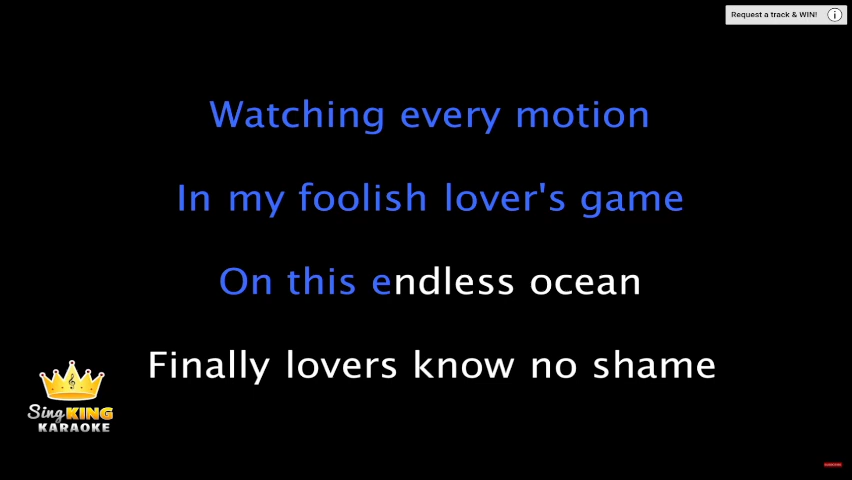 Request a track & WIN!
Watching every motion
In my foolish lover's game
On this endless ocean
Finally lovers know no shame
Sing KING
KARAOKE